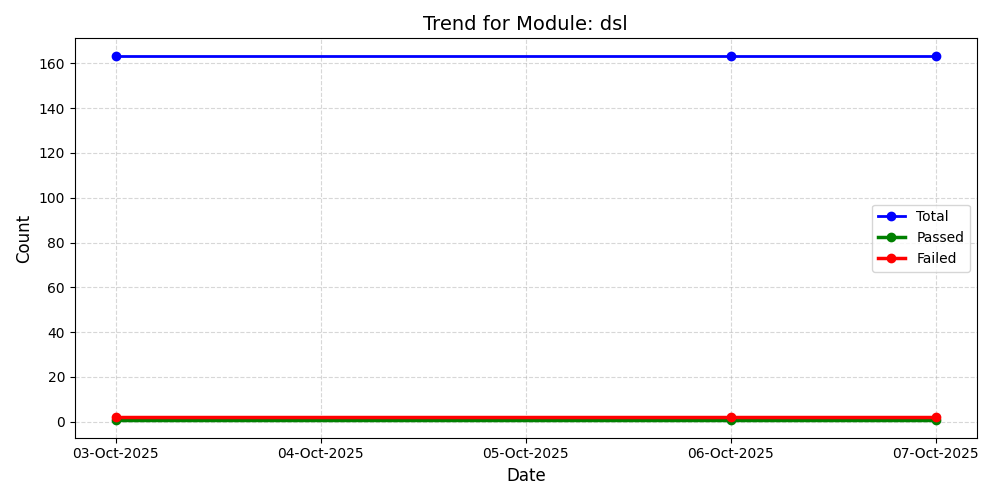 Trend for Module: dsl
Count
160
140
120
100
80
60
40
20
0
Total
Passed
Failed
03-Oct-2025
04-Oct-2025
05-Oct-2025
06-Oct-2025
07-Oct-2025
Date